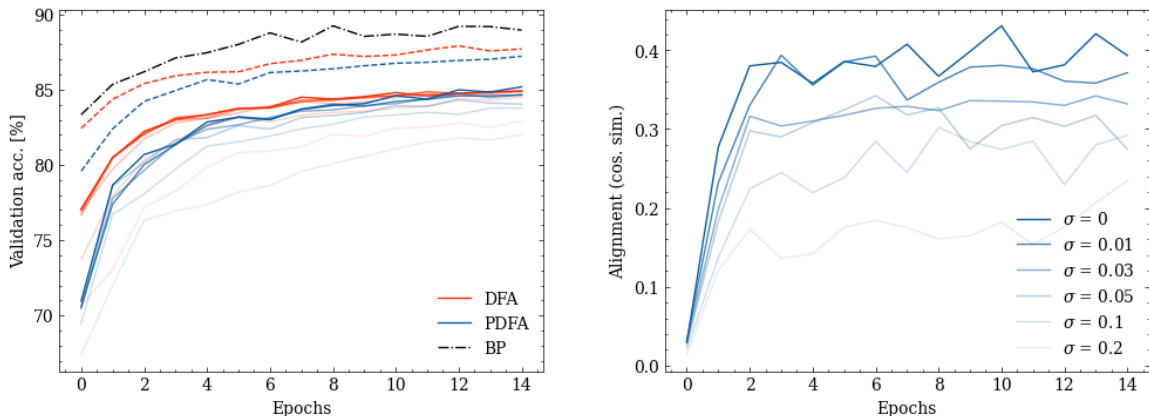 Validation acc. [%]
90
85
80
75
70
0 2 4 6 8 10 12 14
Epochs
DFA
PDFA
BP
Alignment (cos. sim.)
0.4
0.3
0.2
0.1
0.0
0 2 4 6 8 10 12 14
Epochs
σ = 0
σ = 0.01
σ = 0.03
σ = 0.05
σ = 0.1
σ = 0.2